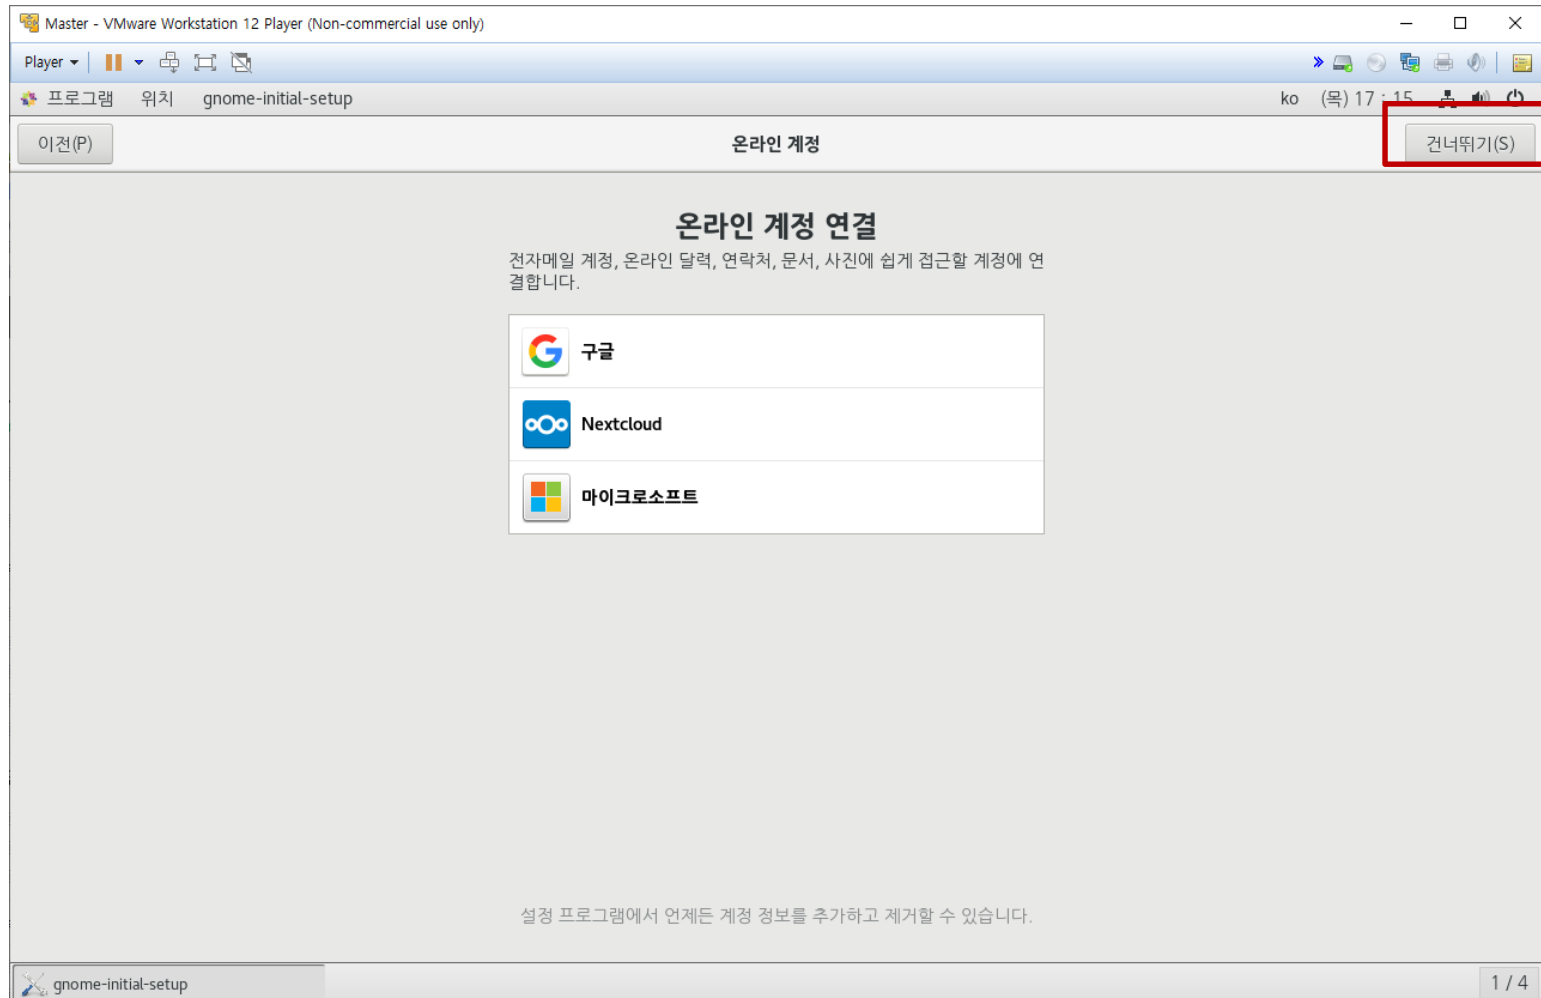 Master - VMware Workstation 12 Player (Non-commercial use only)
Player
프로그램 위치 gnome-initial-setup ko (목) 17 : 15
이전(P) 온라인 계정 건너뛰기(S)
온라인 계정 연결
전자메일 계정, 온라인 달력, 연락처, 문서, 사진에 쉽게 접근할 계정에 연
결합니다.
구글
Nextcloud
마이크로소프트
설정 프로그램에서 언제든 계정 정보를 추가하고 제거할 수 있습니다.
gnome-initial-setup 1 / 4